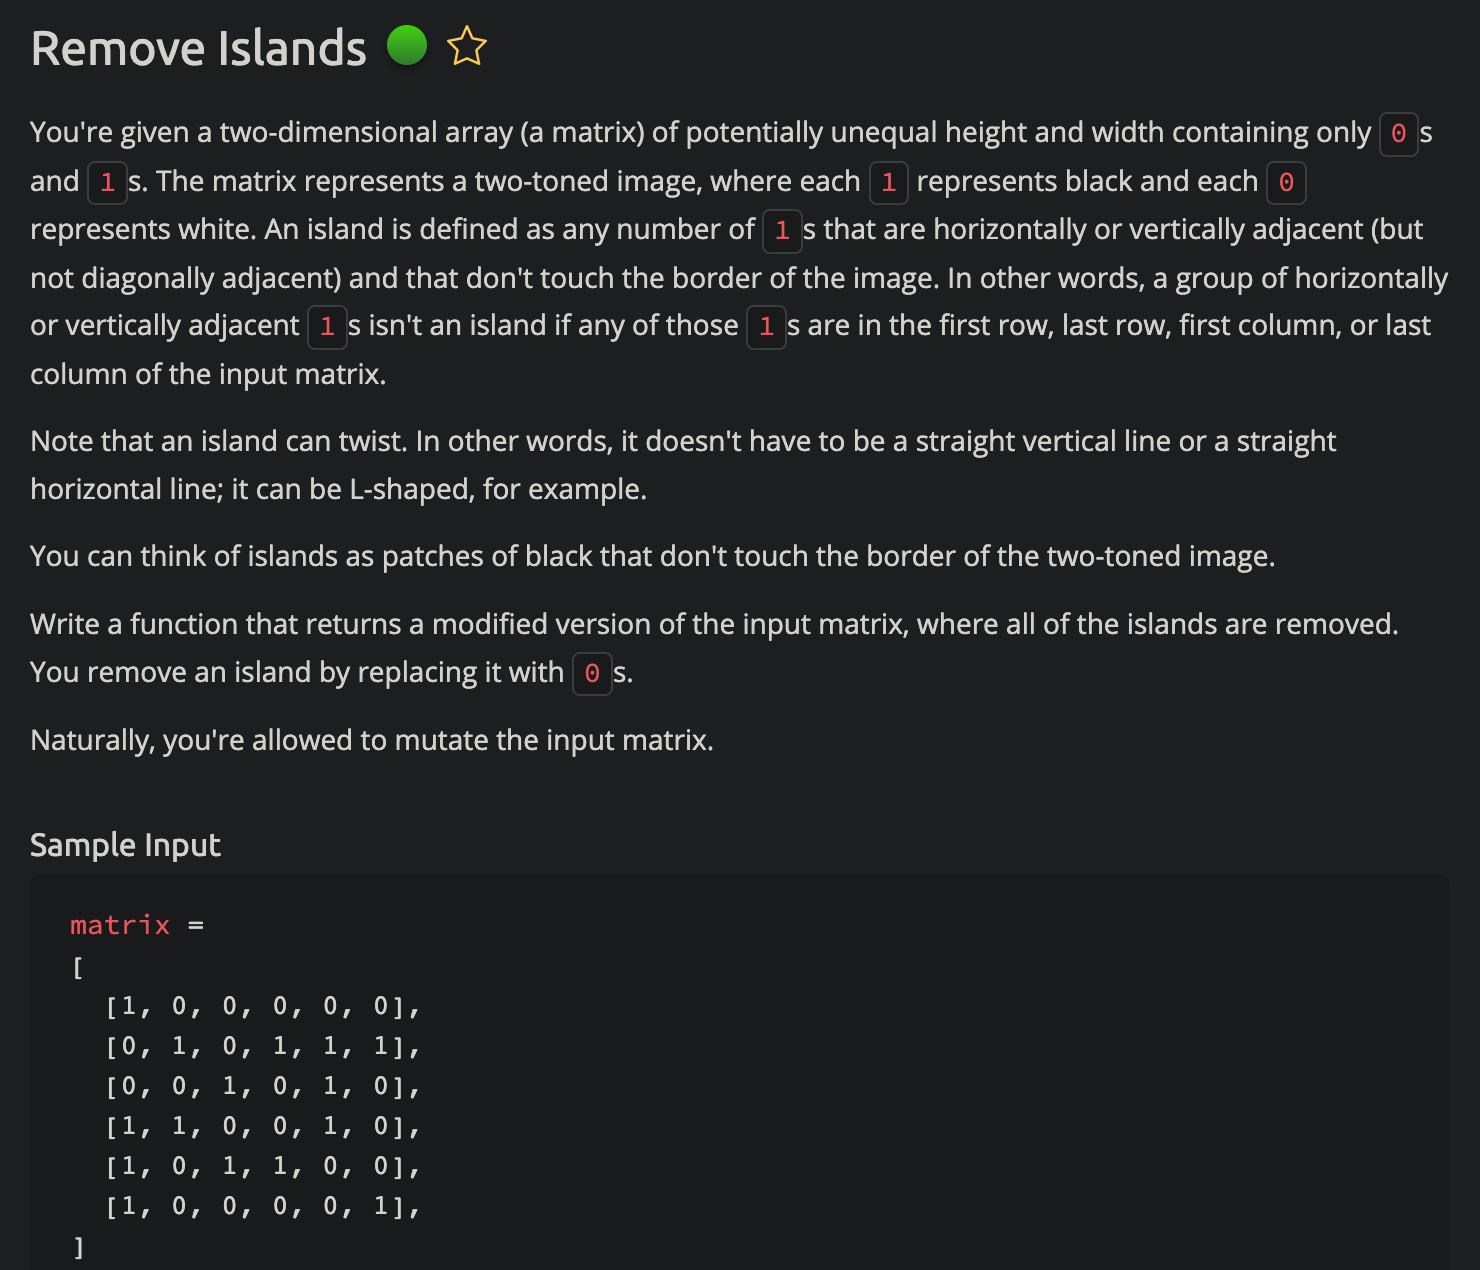 Remove Islands
You're given a two-dimensional array (a matrix) of potentially unequal height and width containing only 0 s
and 1 s. The matrix represents a two-toned image, where each 1 represents black and each 0
represents white. An island is defined as any number of 1 s that are horizontally or vertically adjacent (but
not diagonally adjacent) and that don't touch the border of the image. In other words, a group of horizontally
or vertically adjacent 1 s isn't an island if any of those 1 s are in the first row, last row, first column, or last
column of the input matrix.
Note that an island can twist. In other words, it doesn't have to be a straight vertical line or a straight
horizontal line; it can be L-shaped, for example.
You can think of islands as patches of black that don't touch the border of the two-toned image.
Write a function that returns a modified version of the input matrix, where all of the islands are removed.
You remove an island by replacing it with 0 s.
Naturally, you're allowed to mutate the input matrix.
Sample Input
matrix =
[
  [1, 0, 0, 0, 0, 0],
  [0, 1, 0, 1, 1, 1],
  [0, 0, 1, 0, 1, 0],
  [1, 1, 0, 0, 1, 0],
  [1, 0, 1, 1, 0, 0],
  [1, 0, 0, 0, 0, 1],
]